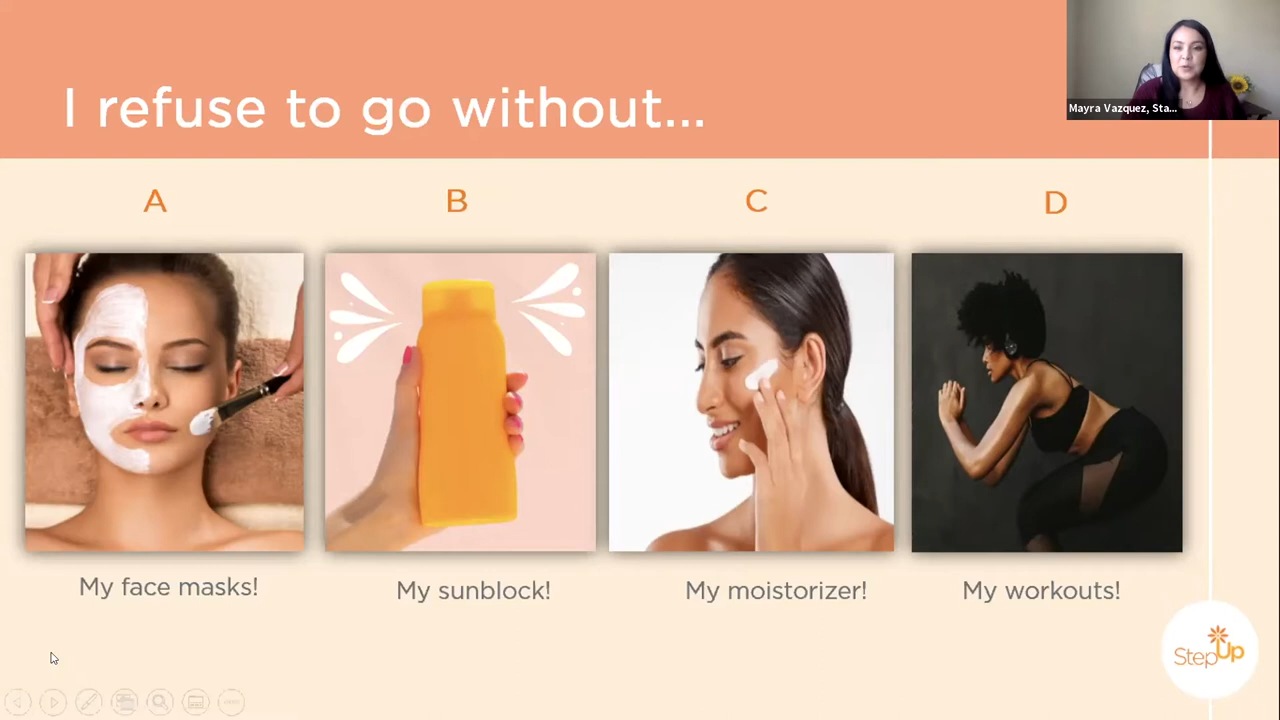 I refuse to go without...
Mayra Vazquez, Sta...
A
B
C
D
My face masks!
My sunblock!
My moistorizer!
My workouts!
StepUp